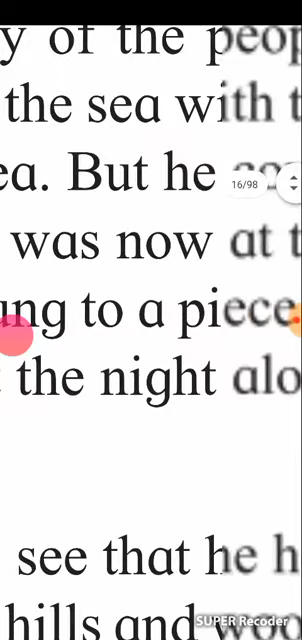 y of the peop
the sea with t
ea. But he
16/98
was now at t
ung to a piece
the night alo
see that he h
hills and woo
SUPER Recoder